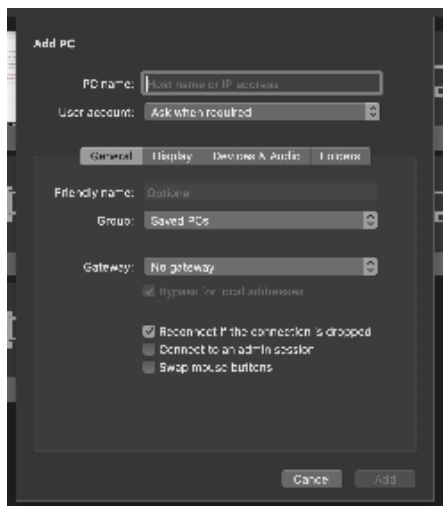 Add PC
PC name: Host name or IP address
User account: Ask when required
General Display Devices & Audio Folders
Friendly name: Optional
Group: Saved PCs
Gateway: No gateway
Bypass for local addresses
Reconnect if the connection is dropped
Connect to an admin session
Swap mouse buttons
Cancel Add